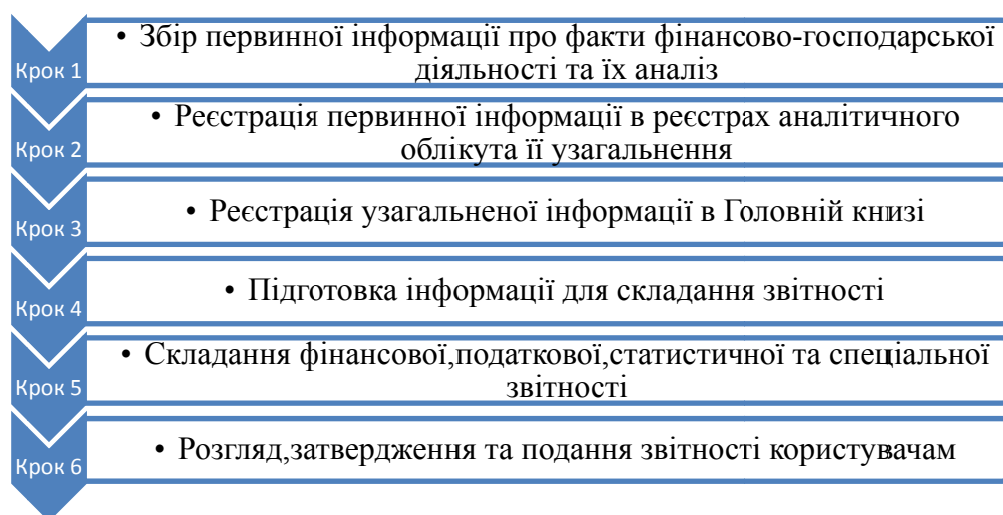 Крок 1
• Збір первинної інформації про факти фінансово-господарської
діяльності та їх аналіз
Крок 2
• Реєстрація первинної інформації в реєстрах аналітичного
облікута її узагальнення
Крок 3
• Реєстрація узагальненої інформації в Головній книзі
Крок 4
• Підготовка інформації для складання звітності
Крок 5
• Складання фінансової,податкової,статистичної та спеціальної
звітності
Крок 6
• Розгляд,затвердження та подання звітності користувачам